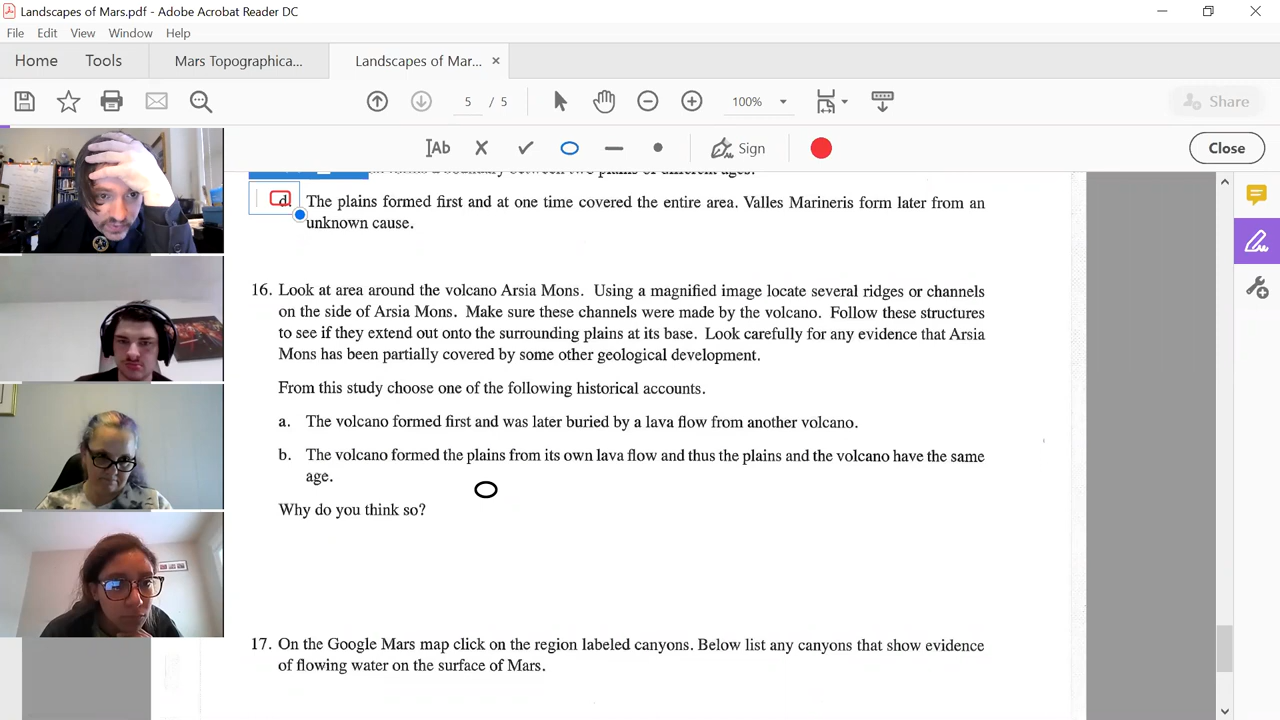 Landscapes of Mars.pdf - Adobe Acrobat Reader DC
File Edit View Window Help
Home Tools Mars Topographica... Landscapes of Mar... ×
5 / 5 100% Share
Ab Sign Close
boundary between two plains of different ages.
d. The plains formed first and at one time covered the entire area. Valles Marineris form later from an
unknown cause.
16. Look at area around the volcano Arsia Mons. Using a magnified image locate several ridges or channels
on the side of Arsia Mons. Make sure these channels were made by the volcano. Follow these structures
to see if they extend out onto the surrounding plains at its base. Look carefully for any evidence that Arsia
Mons has been partially covered by some other geological development.
From this study choose one of the following historical accounts.
a. The volcano formed first and was later buried by a lava flow from another volcano.
b. The volcano formed the plains from its own lava flow and thus the plains and the volcano have the same
age.
Why do you think so?
17. On the Google Mars map click on the region labeled canyons. Below list any canyons that show evidence
of flowing water on the surface of Mars.